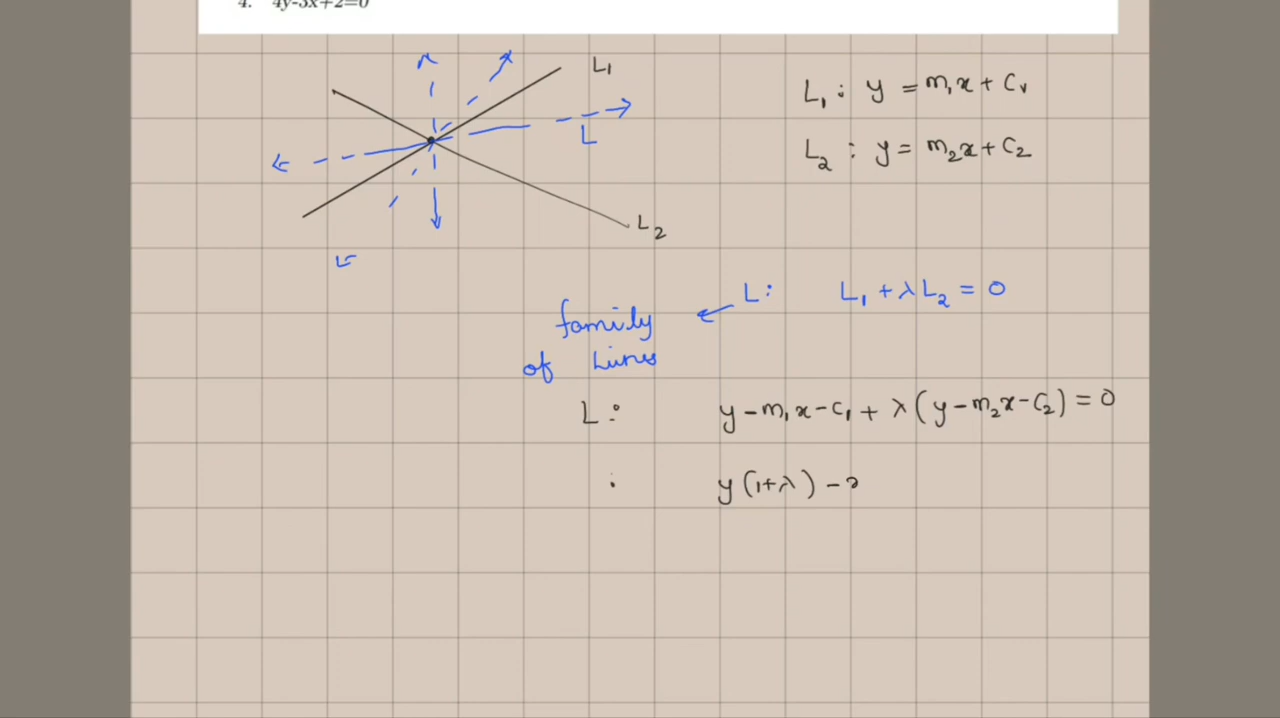 4. 4y-3x+2=0
L₁
L₁ : y = m₁x + C₁
L
L₂ : y = m₂x + C₂
L₂
L : L₁ + λ L₂ = 0
family
of Lines
L : y - m₁x - c₁ + λ(y - m₂x - C₂) = 0
: y(1+λ) -